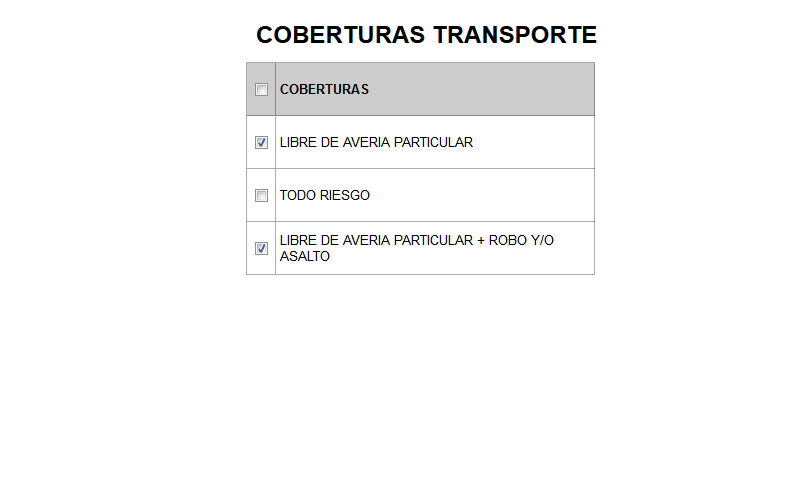 COBERTURAS TRANSPORTE
COBERTURAS
LIBRE DE AVERIA PARTICULAR
TODO RIESGO
LIBRE DE AVERIA PARTICULAR + ROBO Y/O
ASALTO